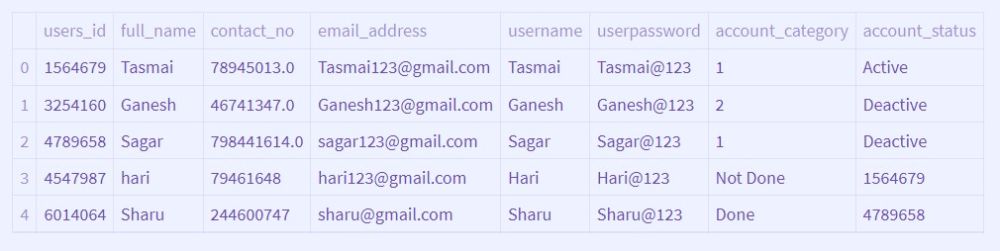 users_id full_name contact_no email_address username userpassword account_category account_status
0 1564679 Tasmai 78945013.0 Tasmai123@gmail.com Tasmai Tasmai@123 1 Active
1 3254160 Ganesh 46741347.0 Ganesh123@gmail.com Ganesh Ganesh@123 2 Deactive
2 4789658 Sagar 798441614.0 sagar123@gmail.com Sagar Sagar@123 1 Deactive
3 4547987 hari 79461648 hari123@gmail.com Hari Hari@123 Not Done 1564679
4 6014064 Sharu 244600747 sharu@gmail.com Sharu Sharu@123 Done 4789658